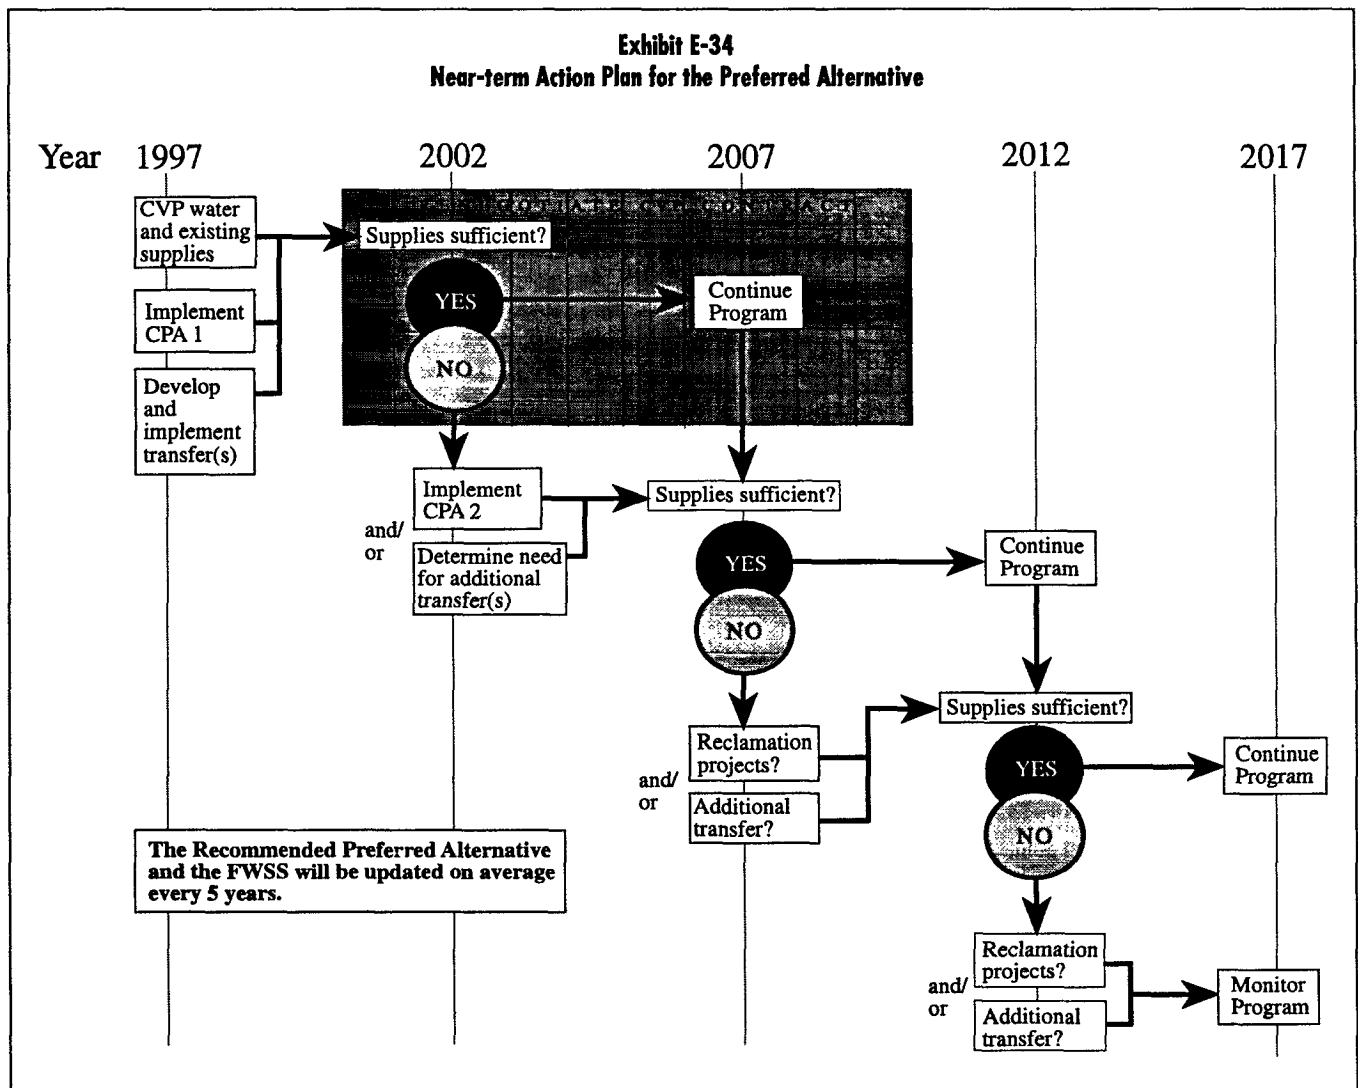 Exhibit E-34
Near-term Action Plan for the Preferred Alternative
Year 1997 2002 2007 2012 2017
CVP water
and existing
supplies
Implement
CPA 1
Develop
and
implement
transfer(s)
NEGOTIATE CVP CONTRACT
Supplies sufficient?
YES
NO
Continue
Program
and/
or
Implement
CPA 2
Determine need
for additional
transfer(s)
Supplies sufficient?
YES
NO
Continue
Program
and/
or
Reclamation
projects?
Additional
transfer?
Supplies sufficient?
YES
NO
Continue
Program
and/
or
Reclamation
projects?
Additional
transfer?
Monitor
Program
The Recommended Preferred Alternative
and the FWSS will be updated on average
every 5 years.